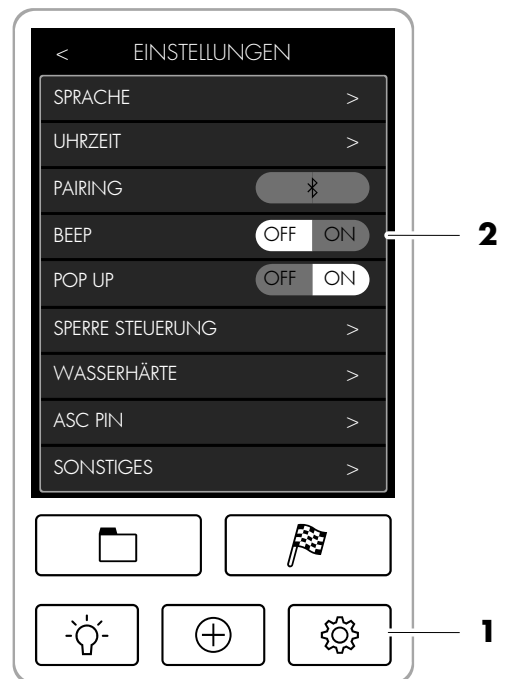 < EINSTELLUNGEN
SPRACHE >
UHRZEIT >
PAIRING
BEEP OFF ON 2
POP UP OFF ON
SPERRE STEUERUNG >
WASSERHÄRTE >
ASC PIN >
SONSTIGES >
1